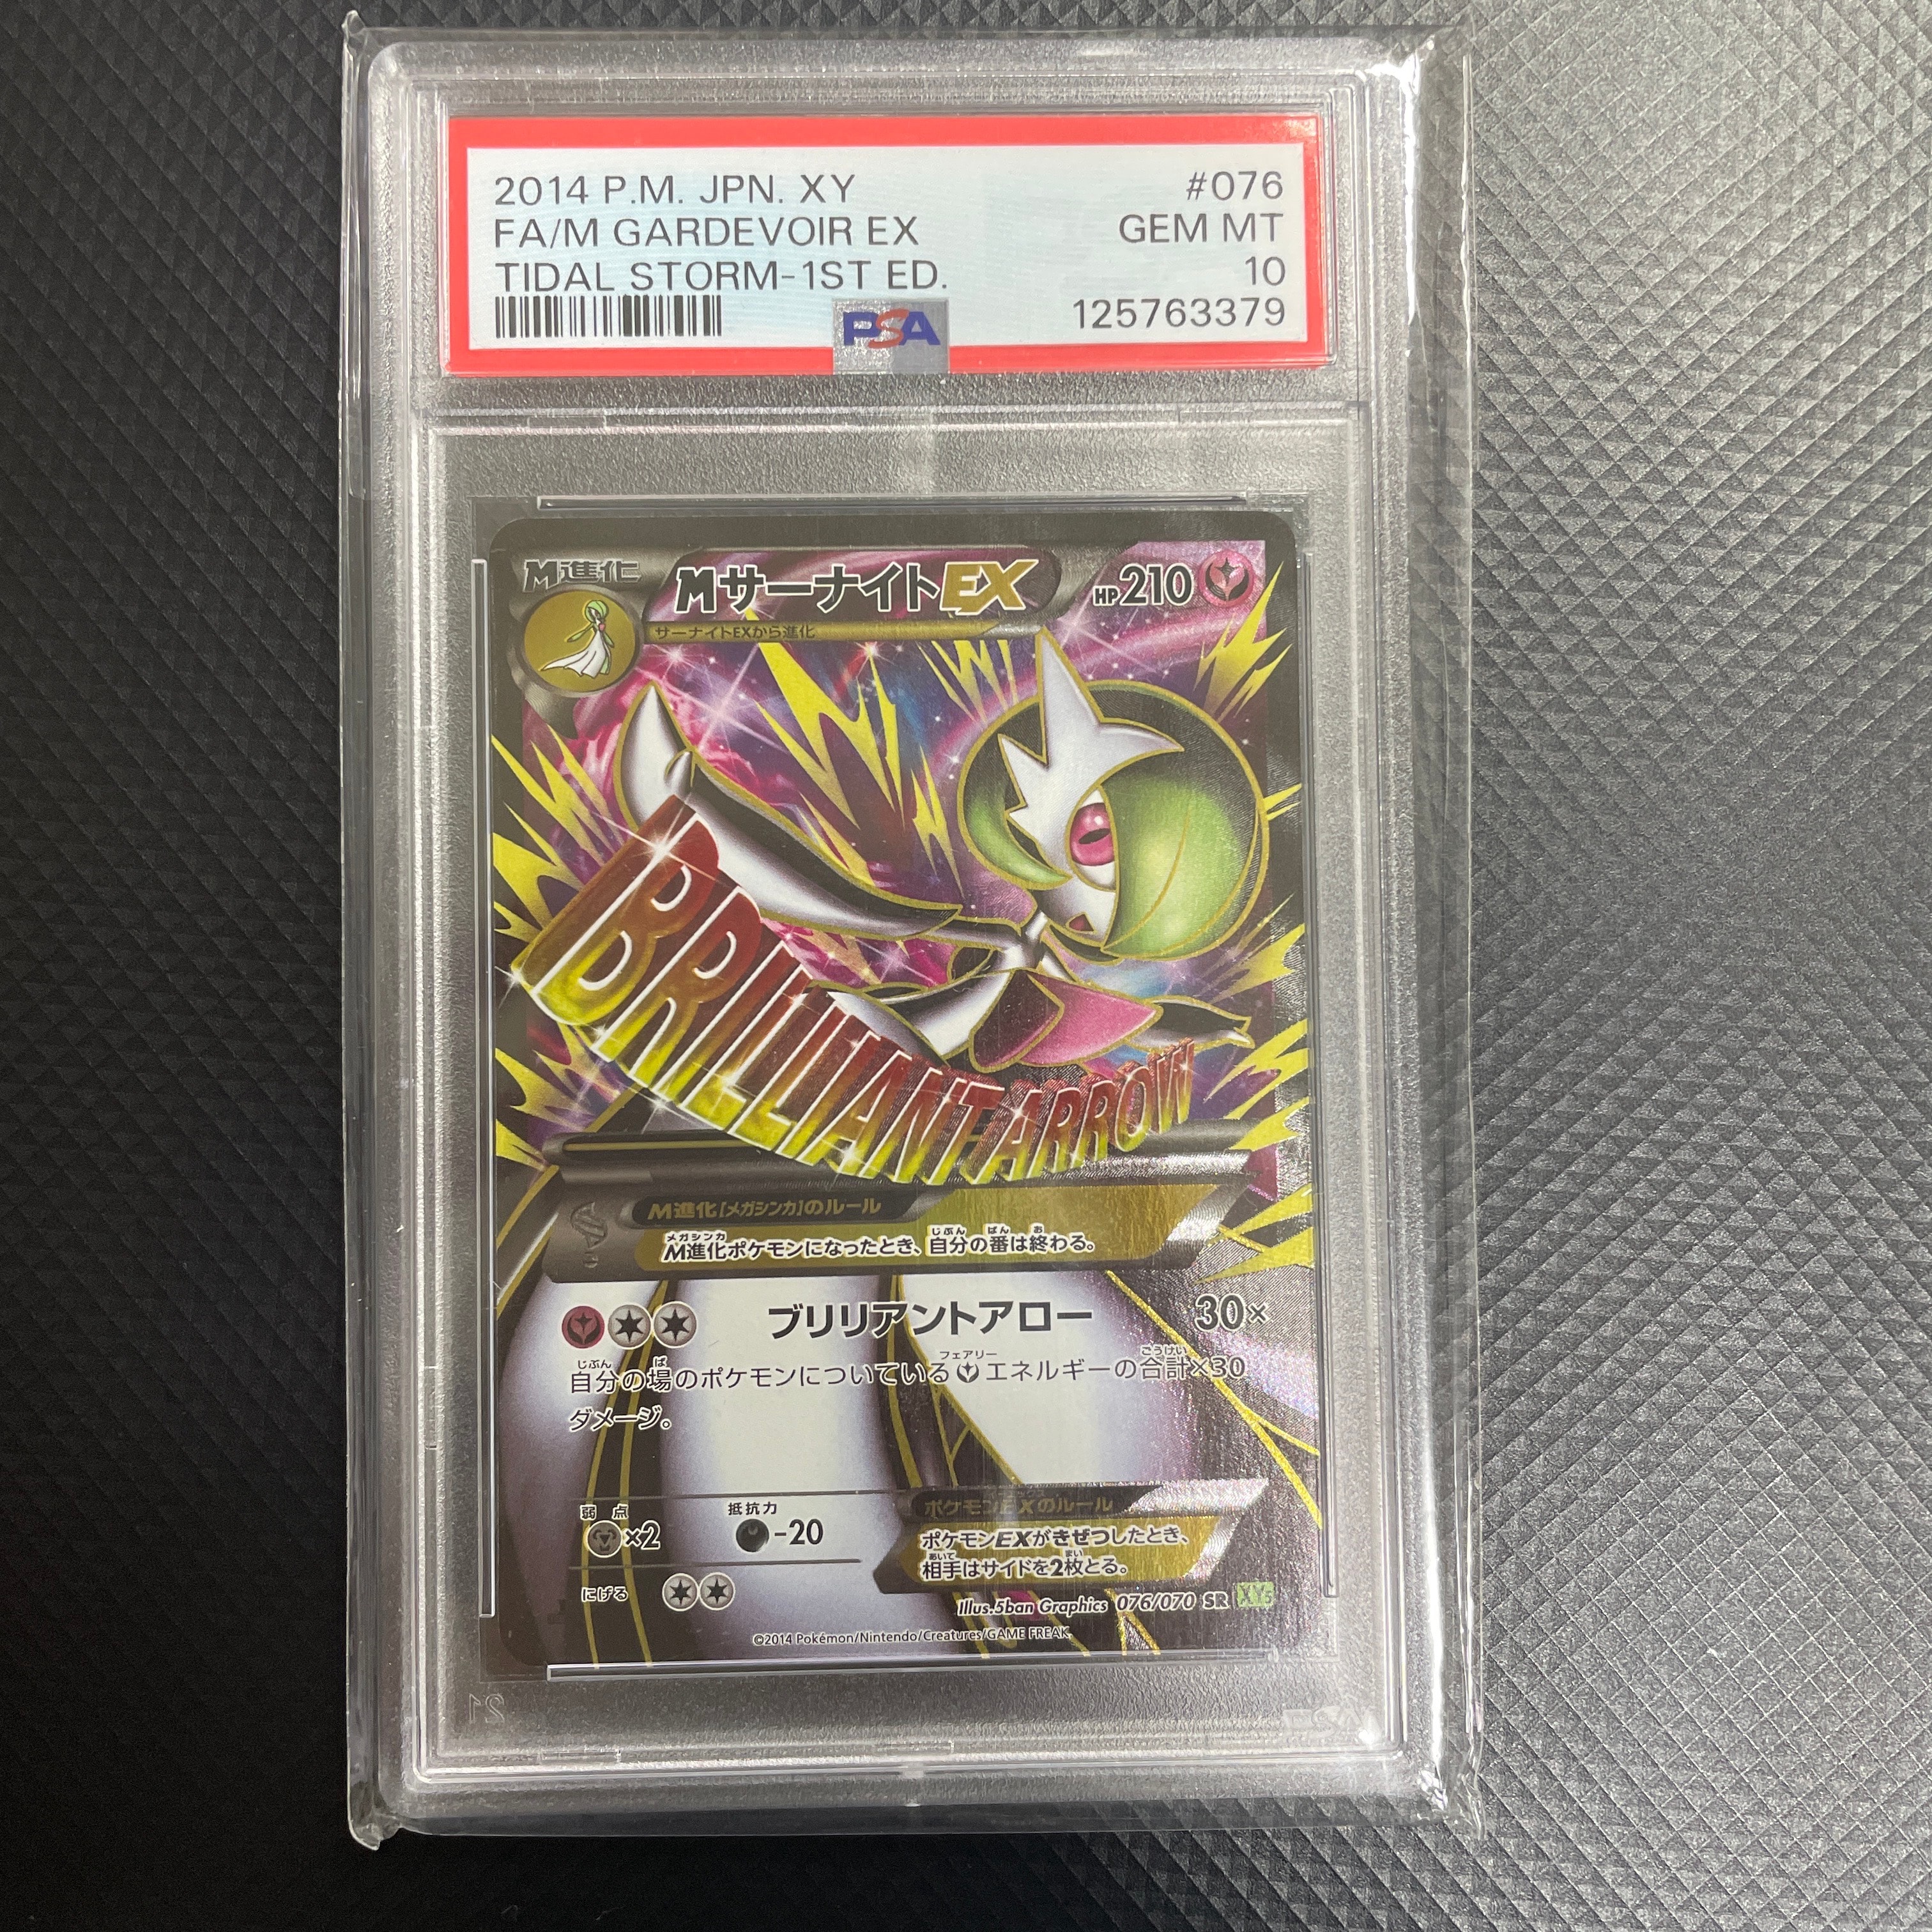 2014 P.M. JPN. XY #076
FA/M GARDEVOIR EX GEM MT
TIDAL STORM-1ST ED. 10
125763379
PSA
M進化
MサーナイトEX HP210
サーナイトEXから進化
BRILLIANT ARROW
M進化[メガシンカ]のルール
M進化ポケモンになったとき、自分の番は終わる。
ブリリアントアロー 30×
自分の場のポケモンについているエネルギーの合計×30
ダメージ。
弱点 抵抗力
×2 -20
にげる
ポケモンEXのルール
ポケモンEXがきぜつしたとき、
相手はサイドを2枚とる。
Illus.5ban Graphics 076/070 SR XY5
©2014 Pokémon/Nintendo/Creatures/GAME FREAK.